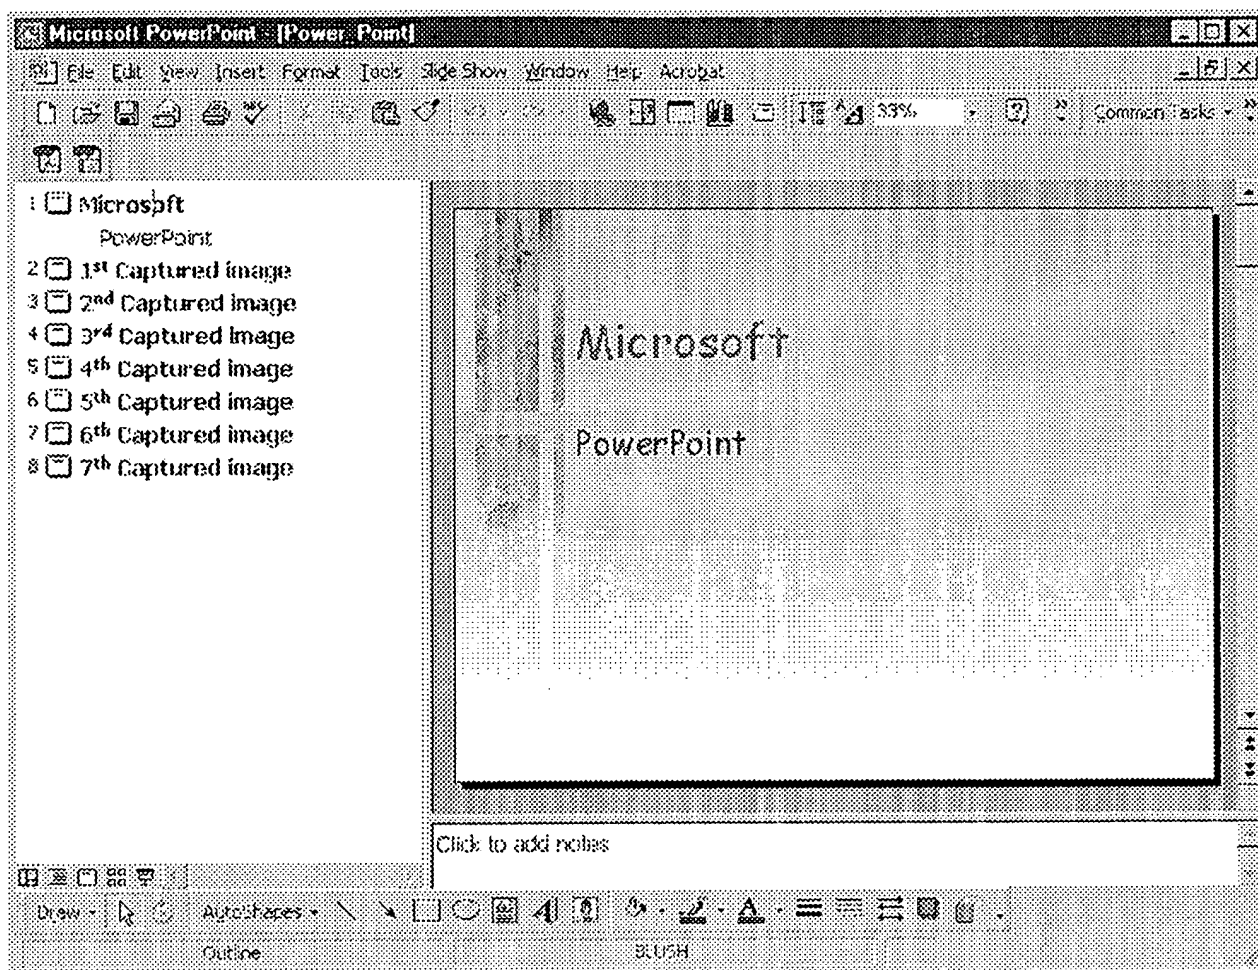 Microsoft PowerPoint - [Power_Point]
File Edit View Insert Format Tools Slide Show Window Help Acrobat
33% Common Tasks
1 Microsoft
PowerPoint
2 1st Captured image
3 2nd Captured image
4 3rd Captured image
5 4th Captured image
6 5th Captured image
7 6th Captured image
8 7th Captured image
Microsoft
PowerPoint
Click to add notes
Draw AutoShapes
Outline BLUSH